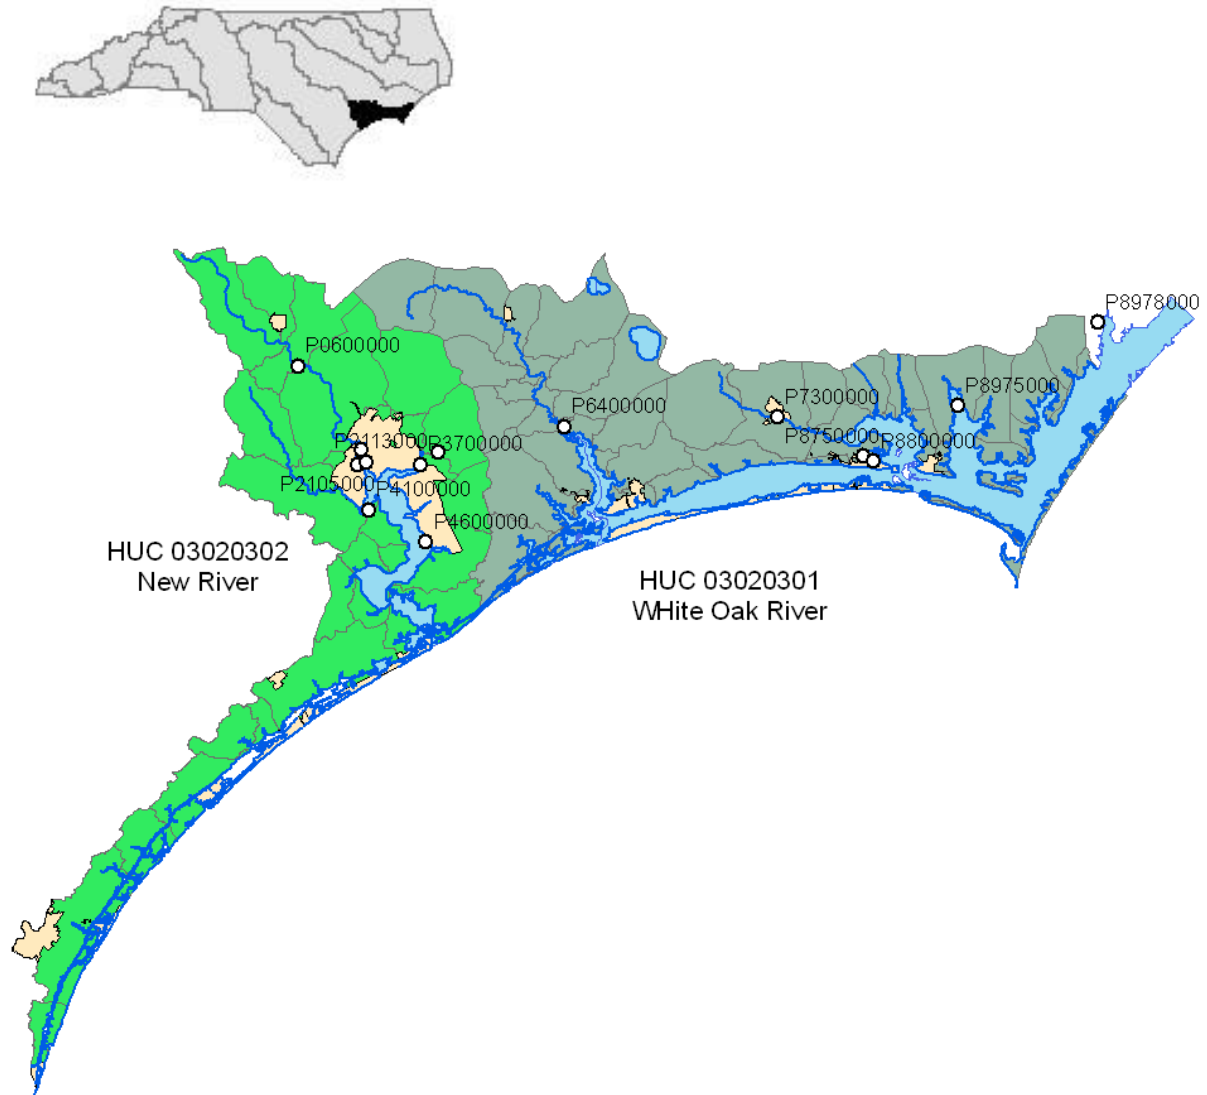 P8978000
P0600000
P8975000
P7300000
P6400000
P2113000
P3700000
P8750000
P8800000
P2105000
P4100000
P4600000
HUC 03020302
New River
HUC 03020301
WHite Oak River